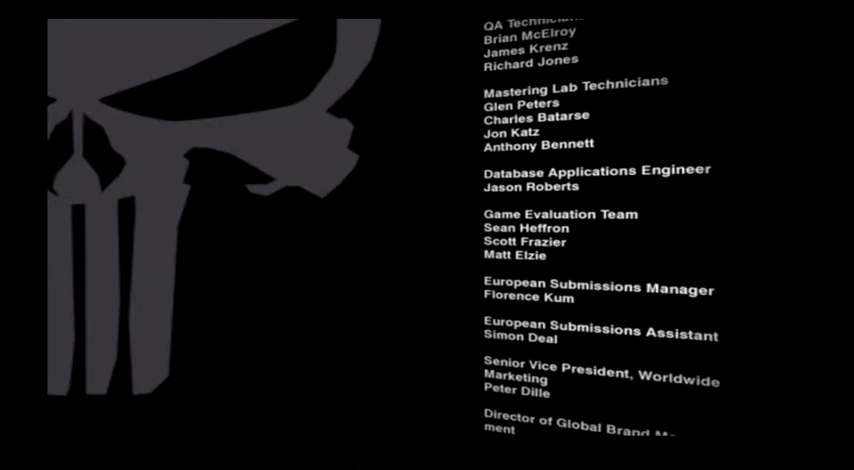 QA Technicians
Brian McElroy
James Krenz
Richard Jones
Mastering Lab Technicians
Glen Peters
Charles Batarse
Jon Katz
Anthony Bennett
Database Applications Engineer
Jason Roberts
Game Evaluation Team
Sean Heffron
Scott Frazier
Matt Elzie
European Submissions Manager
Florence Kum
European Submissions Assistant
Simon Deal
Senior Vice President, Worldwide
Marketing
Peter Dille
Director of Global Brand
ment